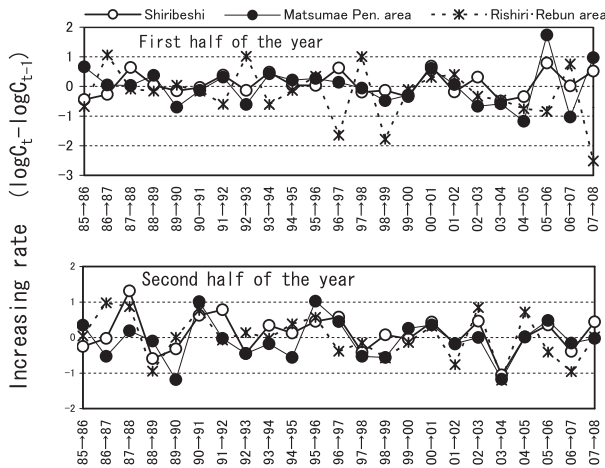 Shiribeshi Matsumae Pen. area Rishiri･Rebun area
First half of the year
2
1
0
-1
-2
-3
85→86 86→87 87→88 88→89 89→90 90→91 91→92 92→93 93→94 94→95 95→96 96→97 97→98 98→99 99→00 00→01 01→02 02→03 03→04 04→05 05→06 06→07 07→08
Increasing rate (logCt-logCt-1)
Second half of the year
2
1
0
-1
-2
85→86 86→87 87→88 88→89 89→90 90→91 91→92 92→93 93→94 94→95 95→96 96→97 97→98 98→99 99→00 00→01 01→02 02→03 03→04 04→05 05→06 06→07 07→08